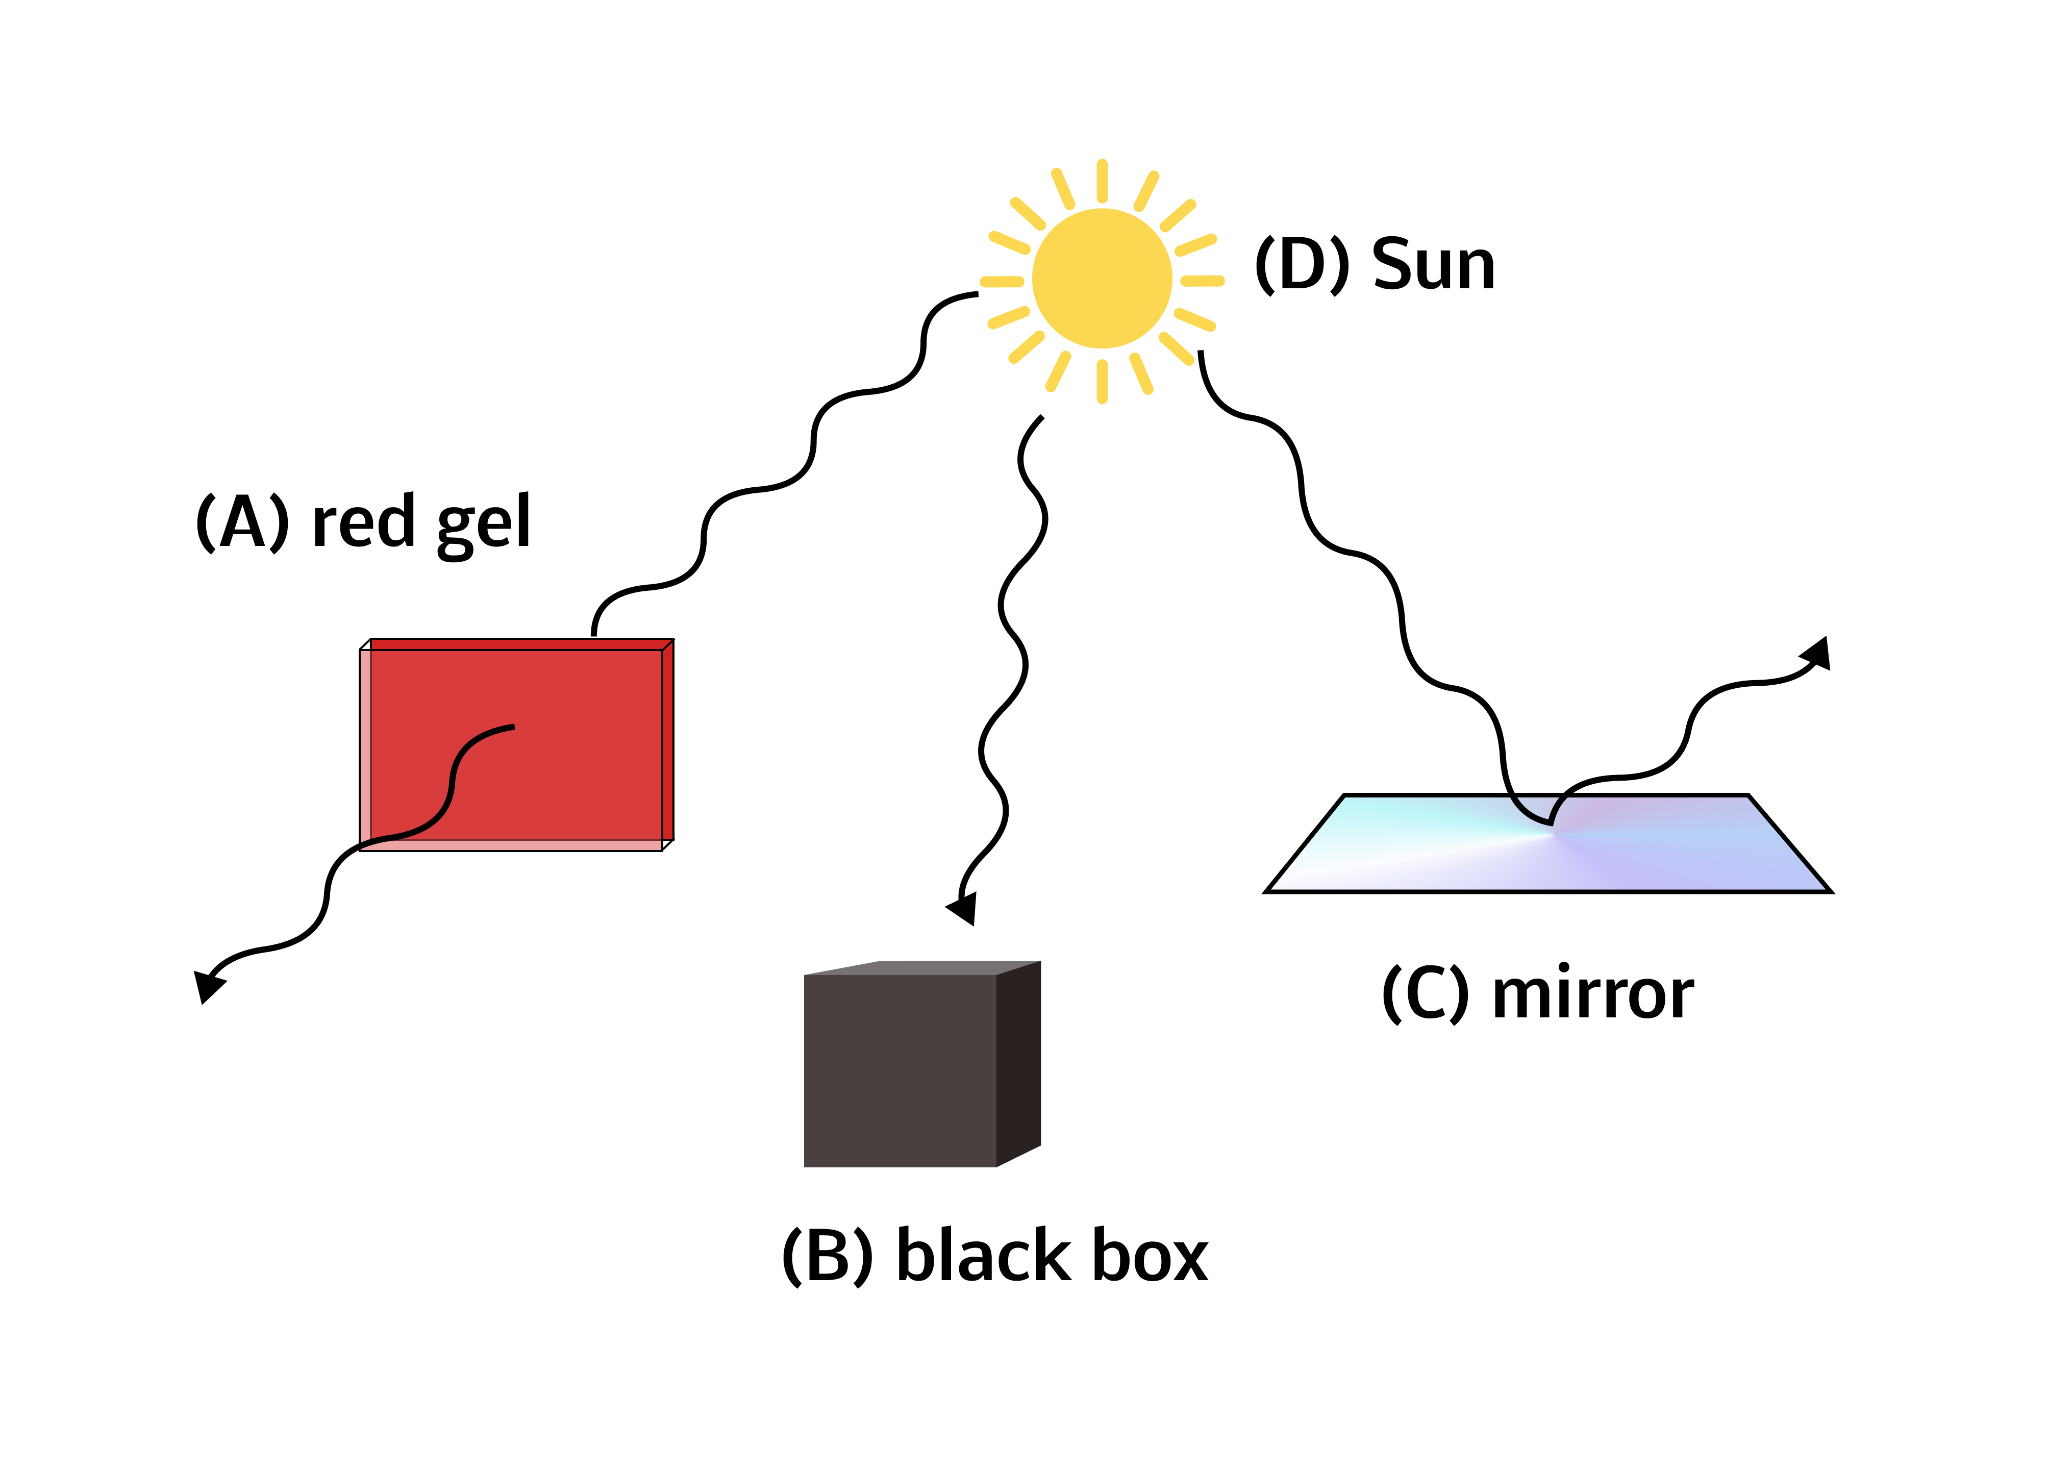 (D) Sun
(A) red gel
(C) mirror
(B) black box